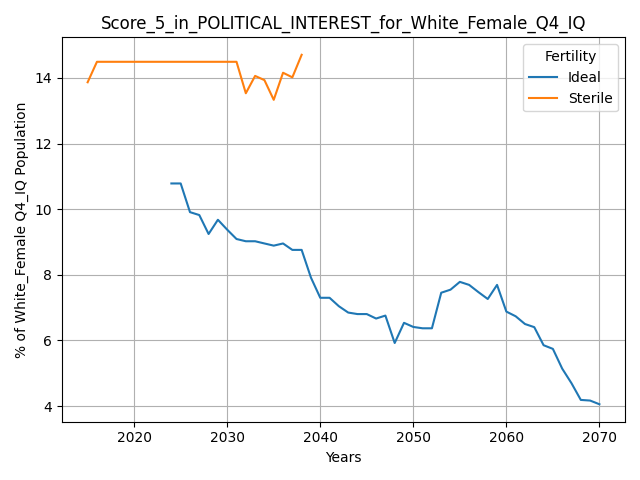 Score_5_in_POLITICAL_INTEREST_for_White_Female_Q4_IQ
% of White_Female Q4_IQ Population
14
12
10
8
6
4
Fertility
Ideal
Sterile
2020 2030 2040 2050 2060 2070
Years